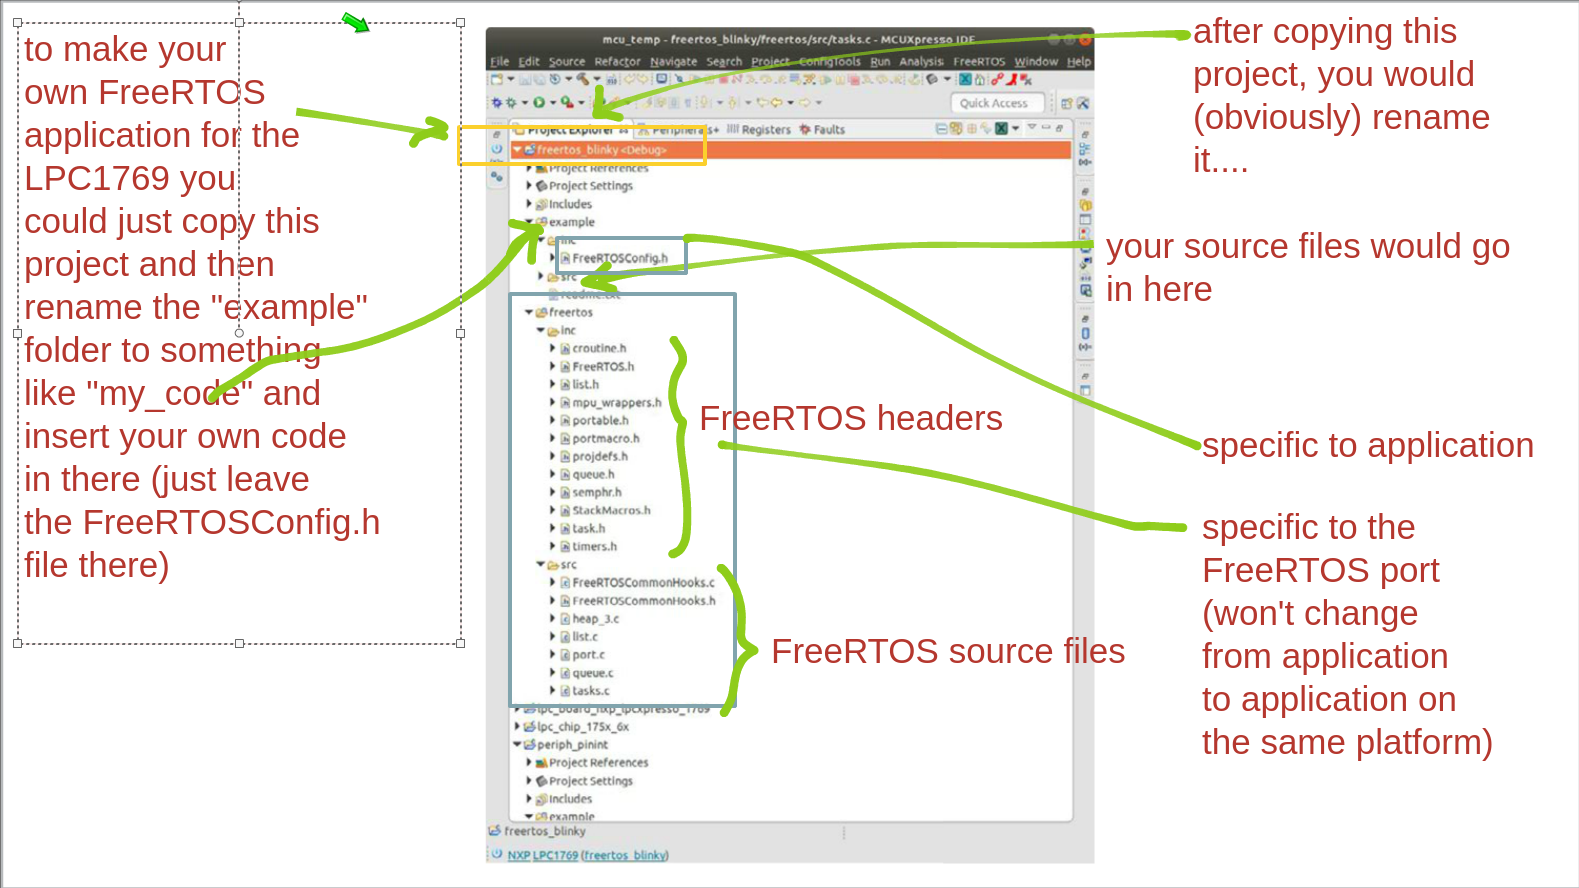 to make your
own FreeRTOS
application for the
LPC1769 you
could just copy this
project and then
rename the "example"
folder to something
like "my_code" and
insert your own code
in there (just leave
the FreeRTOSConfig.h
file there)
mcu_temp - freertos_blinky/freertos/src/tasks.c - MCUXpresso IDE
File Edit Source Refactor Navigate Search Project ConfigTools Run Analysis FreeRTOS Window Help
Quick Access
Project Explorer Peripherals+ Registers Faults
freertos_blinky <Debug>
Project References
Project Settings
Includes
example
inc
FreeRTOSConfig.h
src
readme.txt
freertos
inc
croutine.h
FreeRTOS.h
list.h
mpu_wrappers.h
portable.h
portmacro.h
projdefs.h
queue.h
semphr.h
StackMacros.h
task.h
timers.h
src
FreeRTOSCommonHooks.c
FreeRTOSCommonHooks.h
heap_3.c
list.c
port.c
queue.c
tasks.c
lpc_board_nxp_lpcxpresso_1769
lpc_chip_175x_6x
periph_pinint
Project References
Project Settings
Includes
example
freertos_blinky
NXP LPC1769 (freertos_blinky)
FreeRTOS headers
FreeRTOS source files
after copying this
project, you would
(obviously) rename
it....
your source files would go
in here
specific to application
specific to the
FreeRTOS port
(won't change
from application
to application on
the same platform)